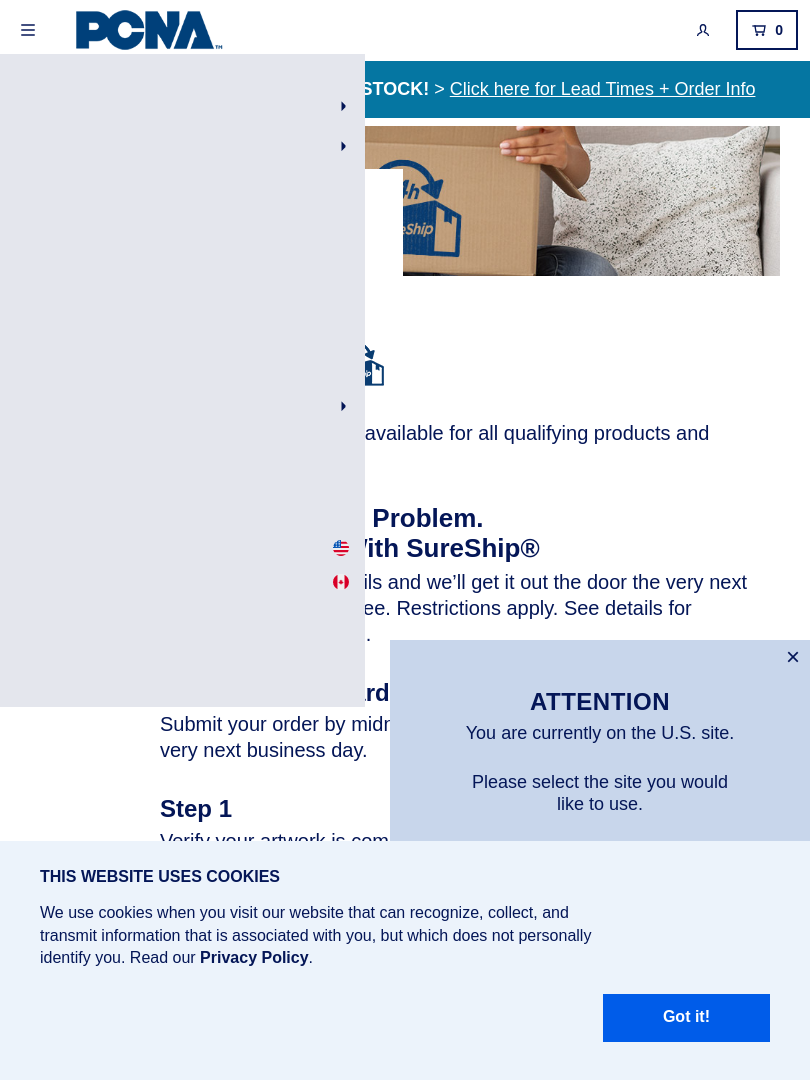 PCNA™
0
STOCK! > Click here for Lead Times + Order Info
available for all qualifying products and
Problem.
With SureShip®
ils and we’ll get it out the door the very next
ee. Restrictions apply. See details for
.
ATTENTION
You are currently on the U.S. site.
Please select the site you would
like to use.
Submit your order by midn
very next business day.
Step 1
Verify your artwork is com
THIS WEBSITE USES COOKIES
We use cookies when you visit our website that can recognize, collect, and
transmit information that is associated with you, but which does not personally
identify you. Read our Privacy Policy.
Got it!